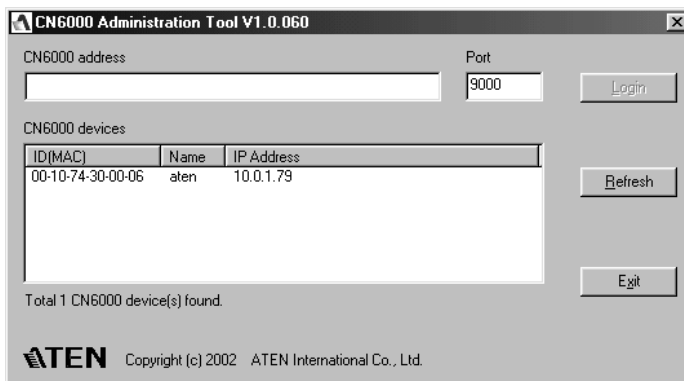 CN6000 Administration Tool V1.0.060
CN6000 address
Port
9000
Login
CN6000 devices
ID(MAC) Name IP Address
00-10-74-30-00-06 aten 10.0.1.79
Refresh
Exit
Total 1 CN6000 device(s) found.
ATEN Copyright (c) 2002 ATEN International Co., Ltd.